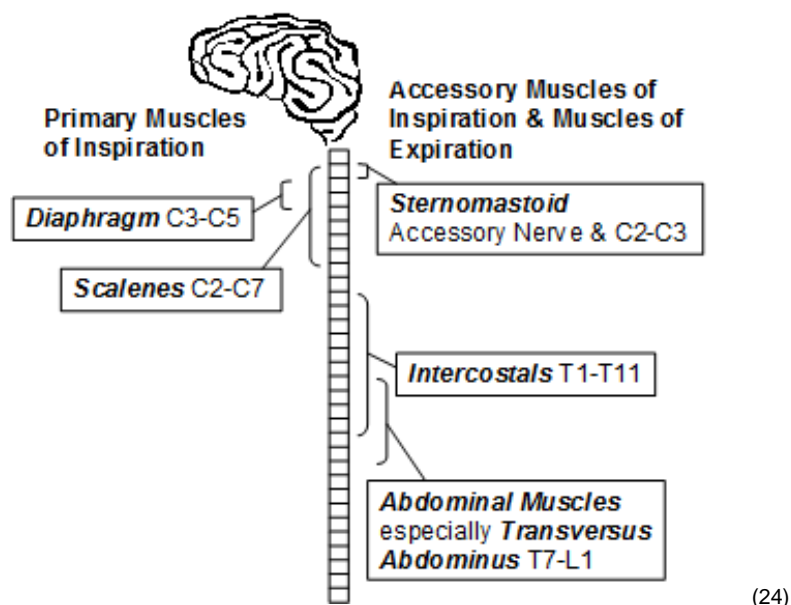 Primary Muscles
of Inspiration
Diaphragm C3-C5
Scalenes C2-C7
Accessory Muscles of
Inspiration & Muscles of
Expiration
Sternomastoid
Accessory Nerve & C2-C3
Intercostals T1-T11
Abdominal Muscles
especially Transversus
Abdominus T7-L1
(24)